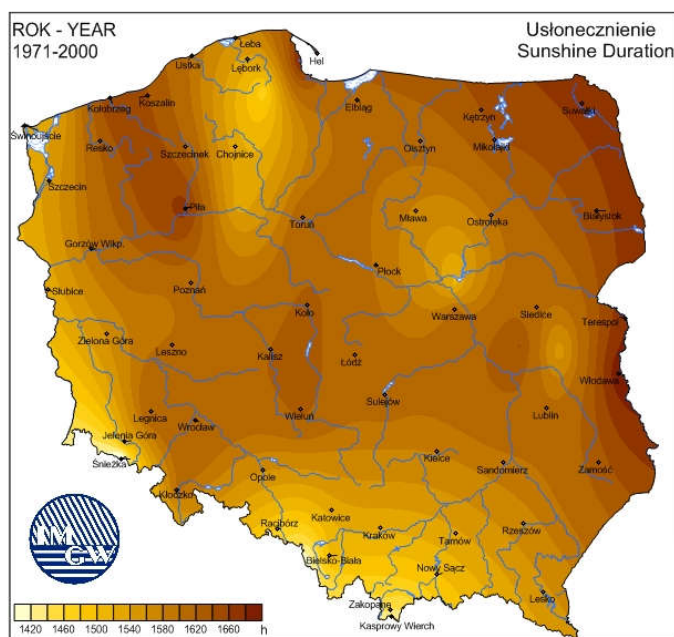 ROK - YEAR
1971-2000
Usłonecznienie
Sunshine Duration
Łeba
Hel
Ustka
Lębork
Koszalin
Kołobrzeg
Elbląg
Kętrzyn
Suwałki
Świnoujście
Resko
Szczecinek
Chojnice
Olsztyn
Mikołajki
Szczecin
Piła
Toruń
Mława
Ostrołęka
Białystok
Gorzów Wlkp.
Płock
Słubice
Poznań
Koło
Warszawa
Siedlce
Terespol
Zielona Góra
Leszno
Kalisz
Łódź
Włodawa
Legnica
Wieluń
Sulejów
Lublin
Wrocław
Jelenia Góra
Śnieżka
Kielce
Sandomierz
Zamość
Opole
Kłodzko
Katowice
Racibórz
Kraków
Tarnów
Rzeszów
Bielsko-Biała
Nowy Sącz
Lesko
Zakopane
Kasprowy Wierch
IM
GW
1420 1460 1500 1540 1580 1620 1660 h